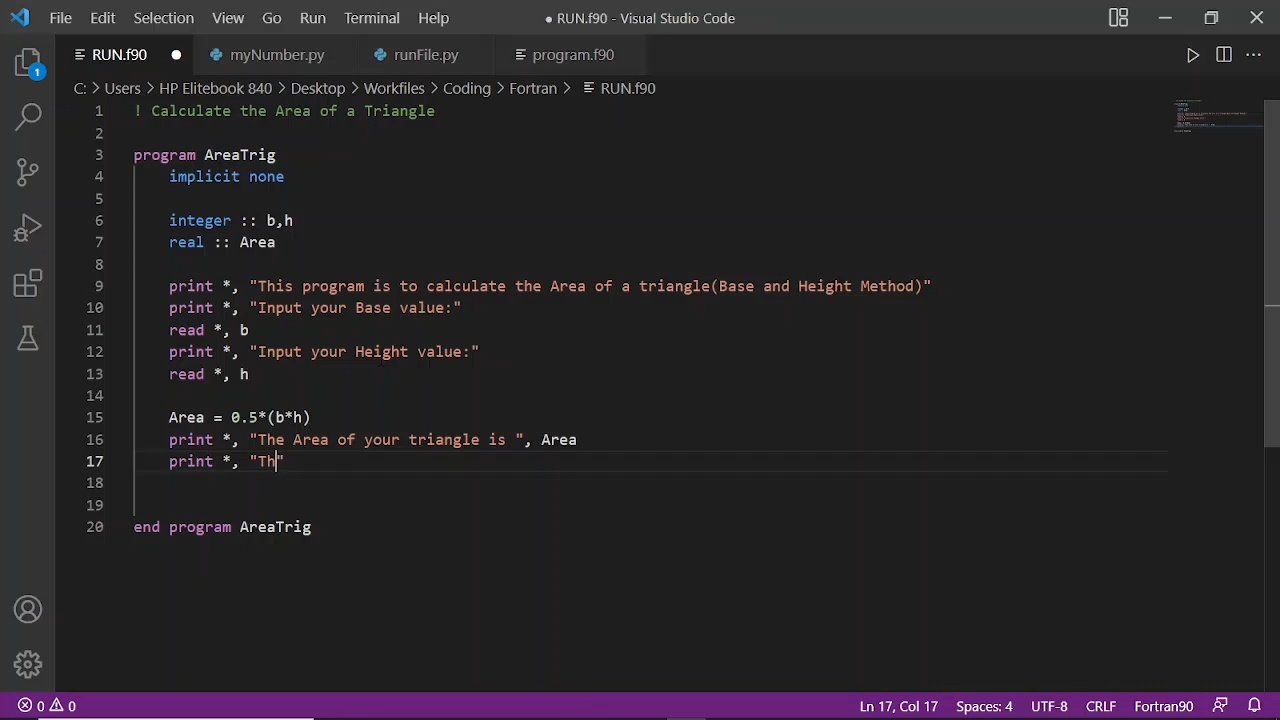 File Edit Selection View Go Run Terminal Help ● RUN.f90 - Visual Studio Code
RUN.f90 ● myNumber.py runFile.py program.f90
C: > Users > HP Elitebook 840 > Desktop > Workfiles > Coding > Fortran > RUN.f90
1 ! Calculate the Area of a Triangle
2
3 program AreaTrig
4 implicit none
5
6 integer :: b,h
7 real :: Area
8
9 print *, "This program is to calculate the Area of a triangle(Base and Height Method)"
10 print *, "Input your Base value:"
11 read *, b
12 print *, "Input your Height value:"
13 read *, h
14
15 Area = 0.5*(b*h)
16 print *, "The Area of your triangle is ", Area
17 print *, "Th"
18
19
20 end program AreaTrig
1
0 0 Ln 17, Col 17 Spaces: 4 UTF-8 CRLF Fortran90